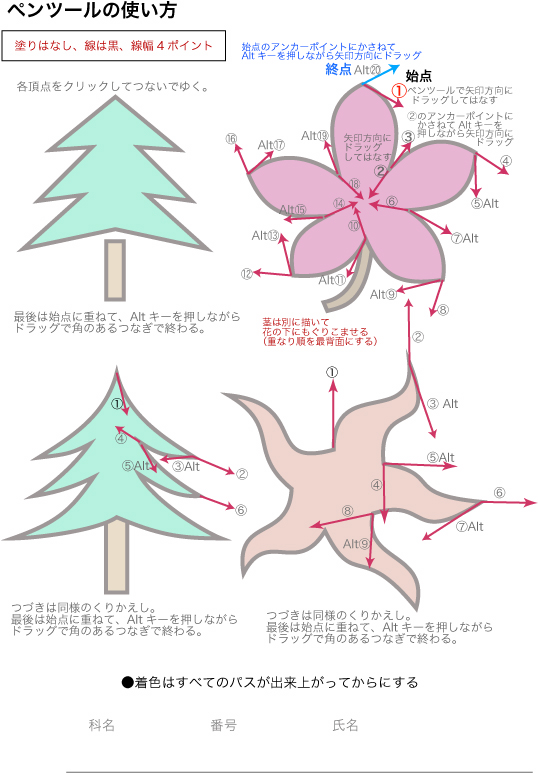 ペンツールの使い方
塗りはなし、線は黒、線幅４ポイント
始点のアンカーポイントにかさねて
Alt キーを押しながら矢印方向にドラッグ
終点 Alt⑳
始点
①ペンツールで矢印方向に
ドラッグしてはなす
各頂点をクリックしてつないでゆく。
②のアンカーポイントに
かさねて Alt キーを
押しながら矢印方向に
ドラッグ
矢印方向に
ドラッグ
してはなす
②
③
④
⑤Alt
⑥
⑦Alt
⑧
Alt⑨
⑩
Alt⑪
⑫
Alt⑬
⑭
Alt⑮
⑯
Alt⑰
⑱
Alt⑲
最後は始点に重ねて、Alt キーを押しながら
ドラッグで角のあるつなぎで終わる。
茎は別に描いて
花の下にもぐりこませる
（重なり順を最背面にする）
①
②
③Alt
④
⑤Alt
⑥
①
②
③ Alt
④
⑤Alt
⑥
⑦Alt
⑧
Alt⑨
つづきは同様のくりかえし。
最後は始点に重ねて、Alt キーを押しながら
ドラッグで角のあるつなぎで終わる。
つづきは同様のくりかえし。
最後は始点に重ねて、Alt キーを押しながら
ドラッグで角のあるつなぎで終わる。
●着色はすべてのパスが出来上がってからにする
科名 番号 氏名